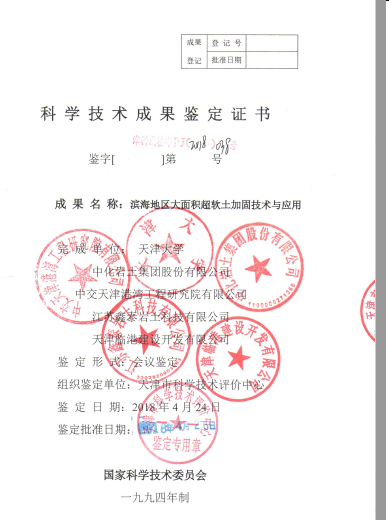 成果 登 记 号
登记 批准日期
科 学 技 术 成 果 鉴 定 证 书
鉴字[ ]第 号
成 果 名 称：滨海地区大面积超软土加固技术与应用
完 成 单 位： 天津大学
中化岩土集团股份有限公司
中交天津港湾工程研究院有限公司
江苏鑫泰岩土科技有限公司
天津临港建设开发有限公司
鉴 定 形 式：会议鉴定
组织鉴定单位：天津市科学技术评价中心
鉴 定 日 期：2018 年 4 月 24 日
鉴定批准日期：
鉴定专用章
国家科学技术委员会
一九九四年制